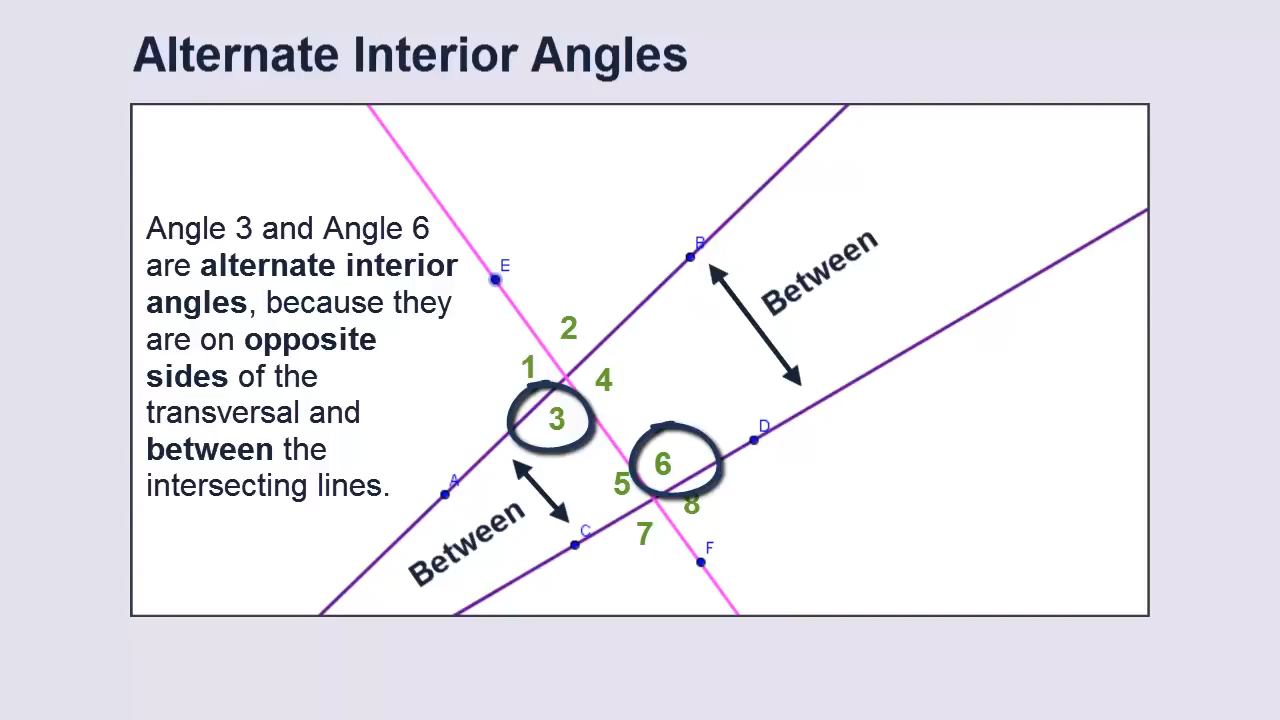 Alternate Interior Angles
Angle 3 and Angle 6
are alternate interior
angles, because they
are on opposite
sides of the
transversal and
between the
intersecting lines.
E
B
Between
2
1
4
3
A
5
6
D
8
Between
C
7
F